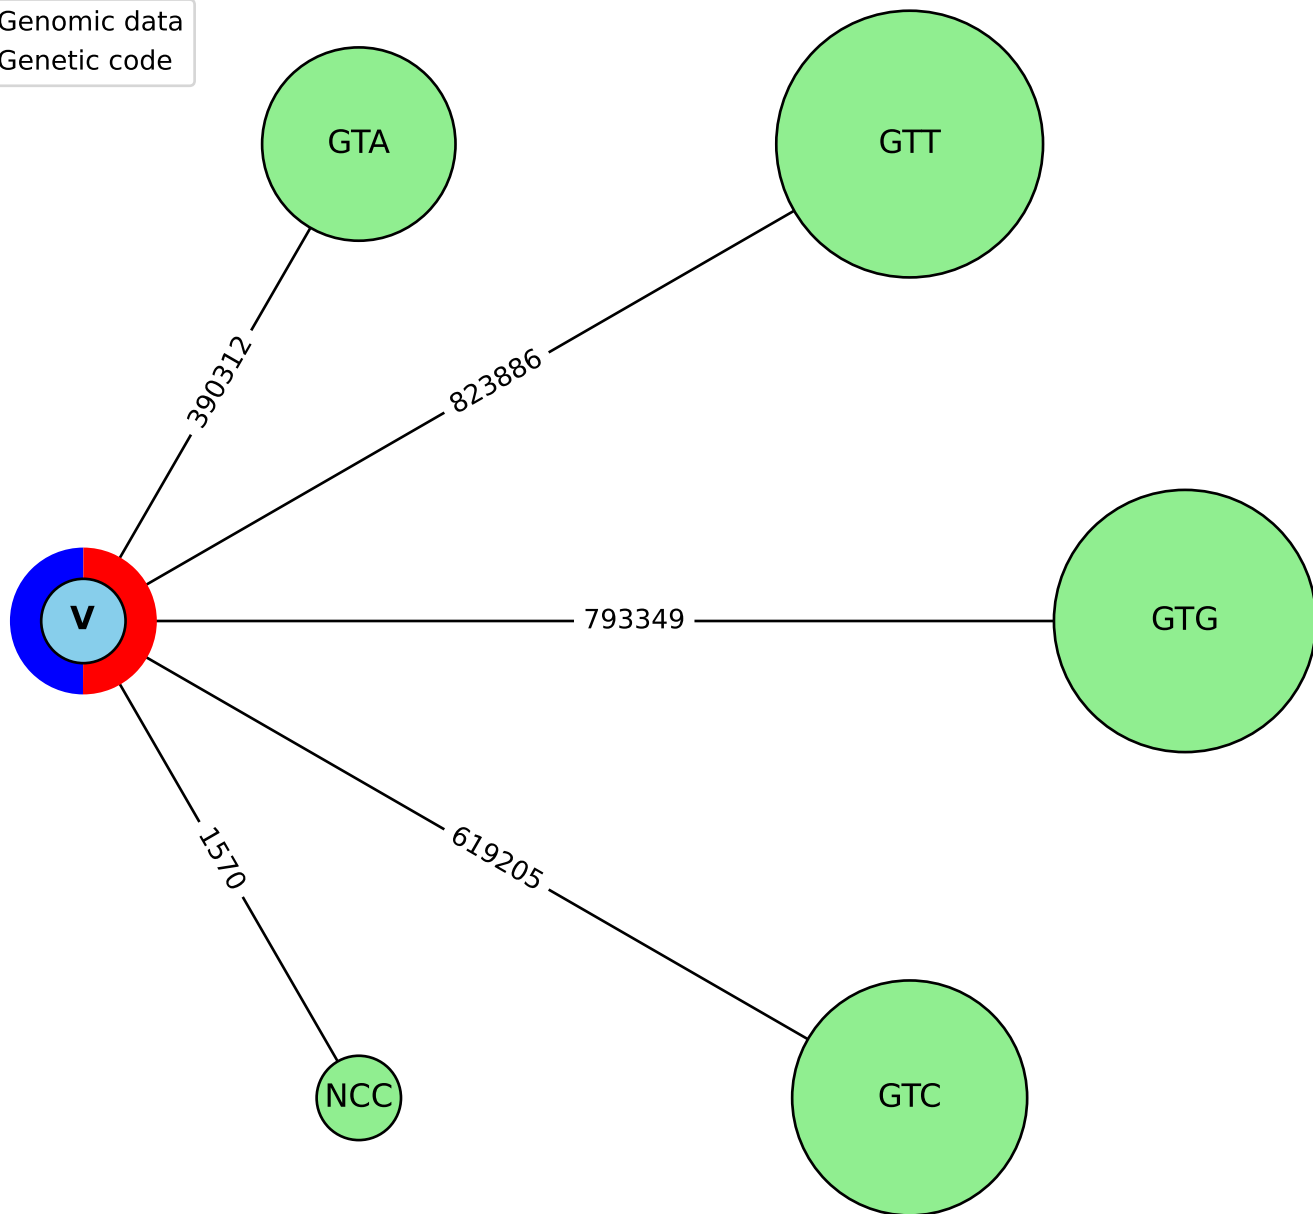 Genomic data
Genetic code
GTA
GTT
390312
823886
V
793349
GTG
1570
619205
NCC
GTC